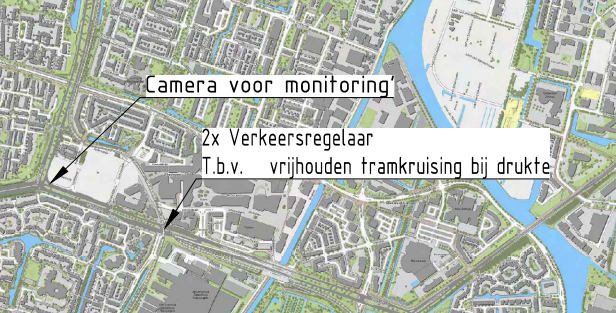 Camera voor monitoring'
2x Verkeersregelaar
T.b.v. vrijhouden tramkruising bij drukte